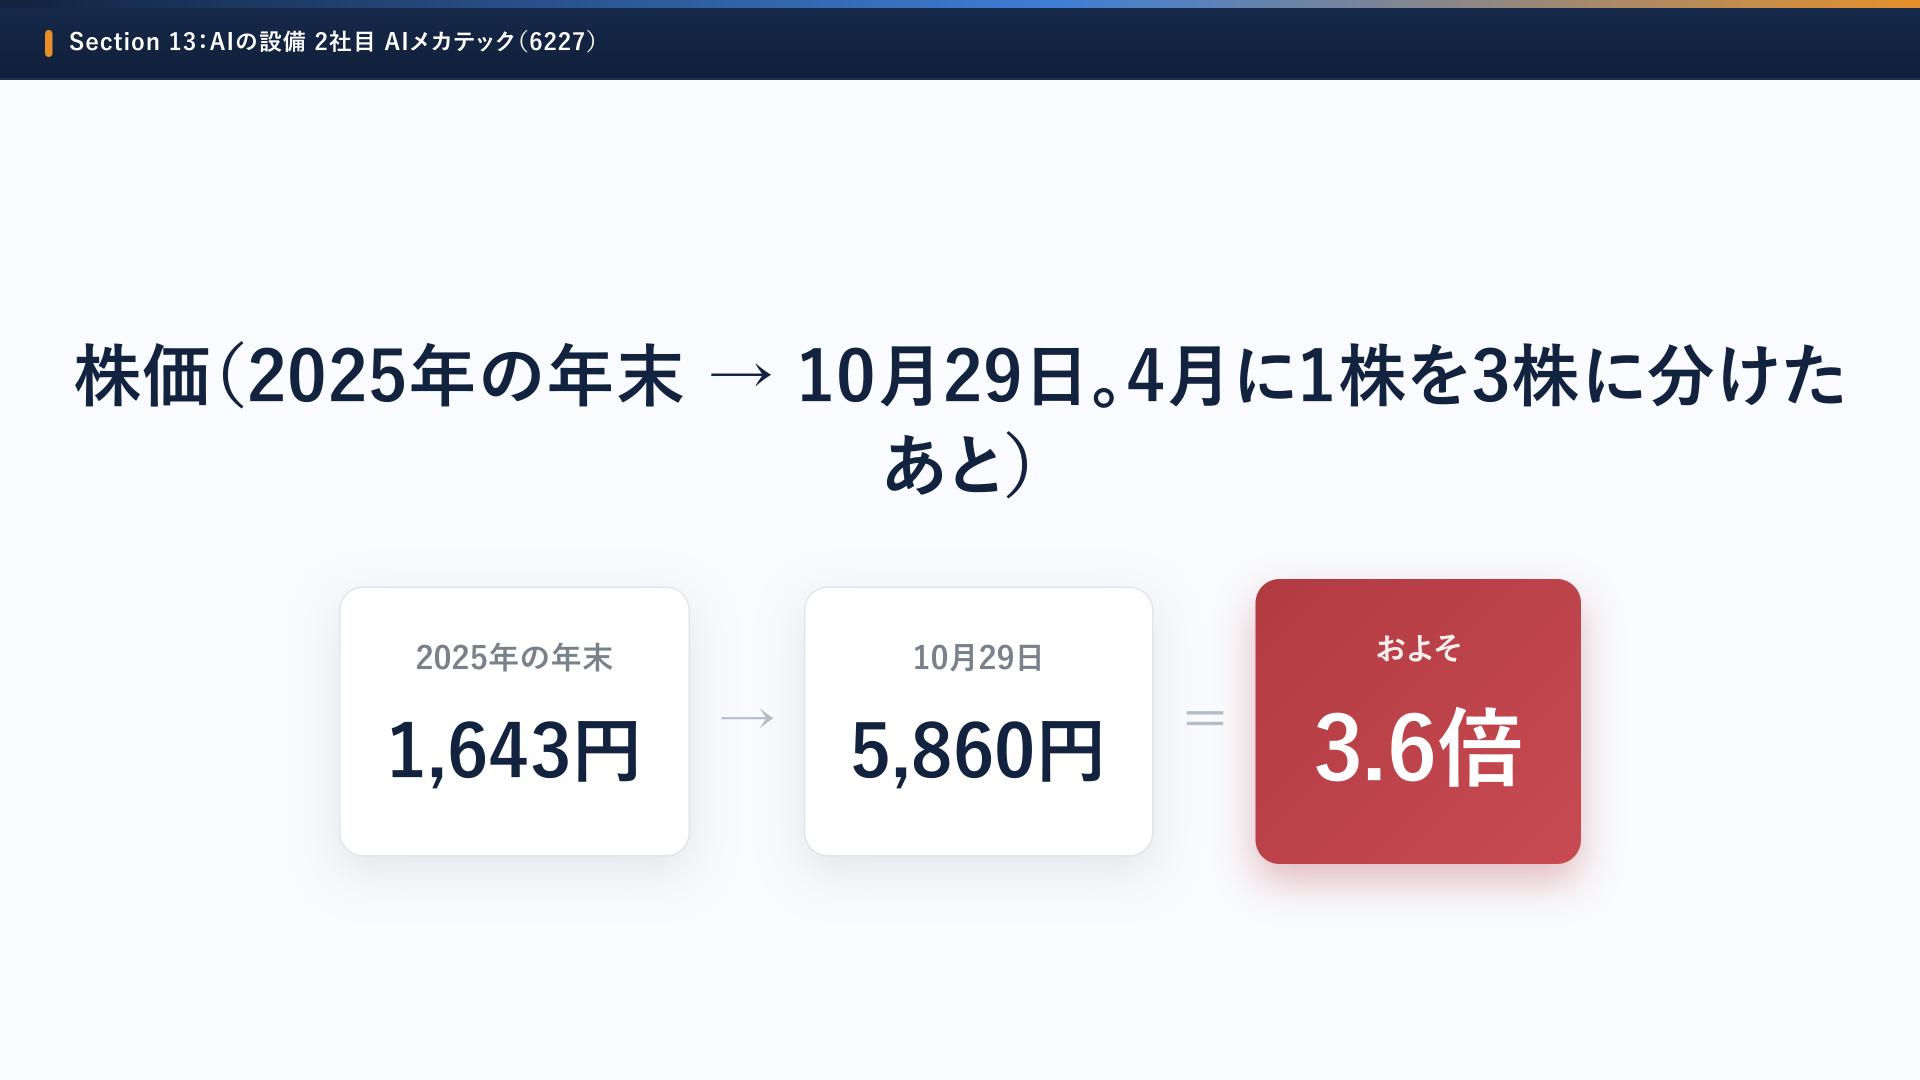 Section 13：AIの設備 2社目 AIメカテック（6227）
株価（2025年の年末 → 10月29日。4月に1株を3株に分けた
あと）
2025年の年末
1,643円
→
10月29日
5,860円
＝
およそ
3.6倍